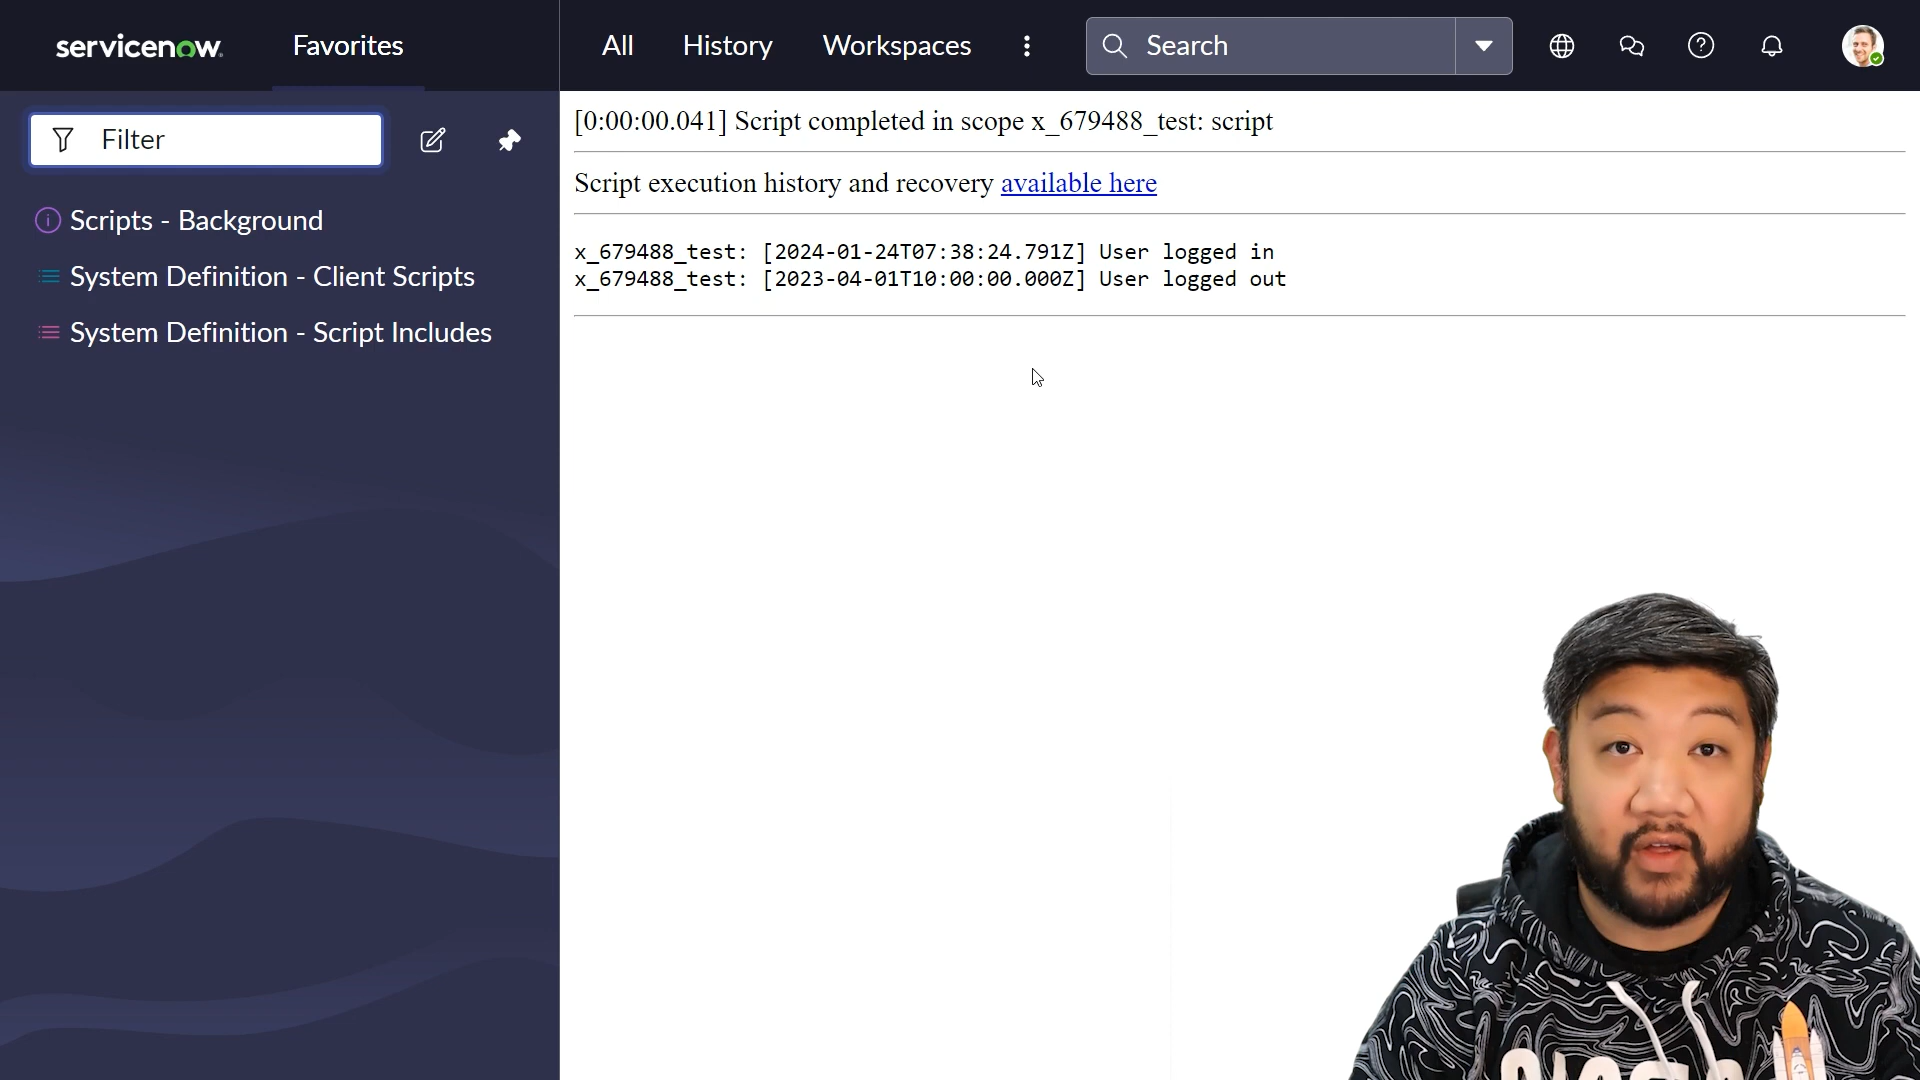 servicenow.
Favorites
All
History
Workspaces
Search
Filter
Scripts - Background
System Definition - Client Scripts
System Definition - Script Includes
[0:00:00.041] Script completed in scope x_679488_test: script
Script execution history and recovery available here
x_679488_test: [2024-01-24T07:38:24.791Z] User logged in
x_679488_test: [2023-04-01T10:00:00.000Z] User logged out